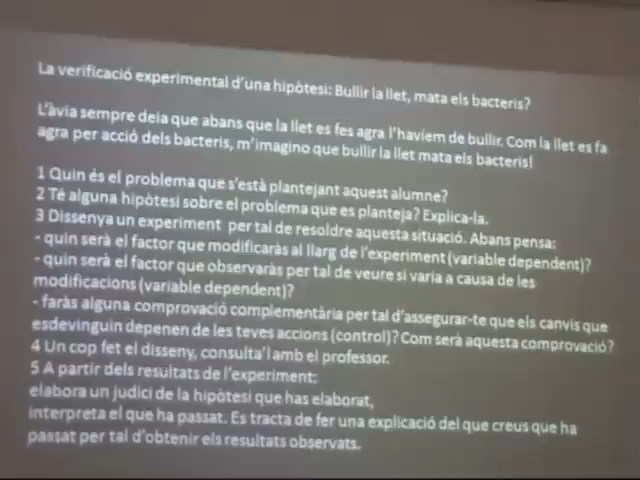 La verificació experimental d'una hipòtesi: Bullir la llet, mata els bacteris?
L'àvia sempre deia que abans que la llet es fes agra l'havíem de bullir. Com la llet es fa
agra per acció dels bacteris, m'imagino que bullir la llet mata els bacteris!
1 Quin és el problema que s'està plantejant aquest alumne?
2 Té alguna hipòtesi sobre el problema que es planteja? Explica-la.
3 Dissenya un experiment per tal de resoldre aquesta situació. Abans pensa:
- quin serà el factor que modificaràs al llarg de l'experiment (variable dependent)?
- quin serà el factor que observaràs per tal de veure si varia a causa de les
modificacions (variable dependent)?
- faràs alguna comprovació complementària per tal d'assegurar-te que els canvis que
esdevinguin depenen de les teves accions (control)? Com serà aquesta comprovació?
4 Un cop fet el disseny, consulta'l amb el professor.
5 A partir dels resultats de l'experiment:
elabora un judici de la hipòtesi que has elaborat,
interpreta el que ha passat. Es tracta de fer una explicació del que creus que ha
passat per tal d'obtenir els resultats observats.